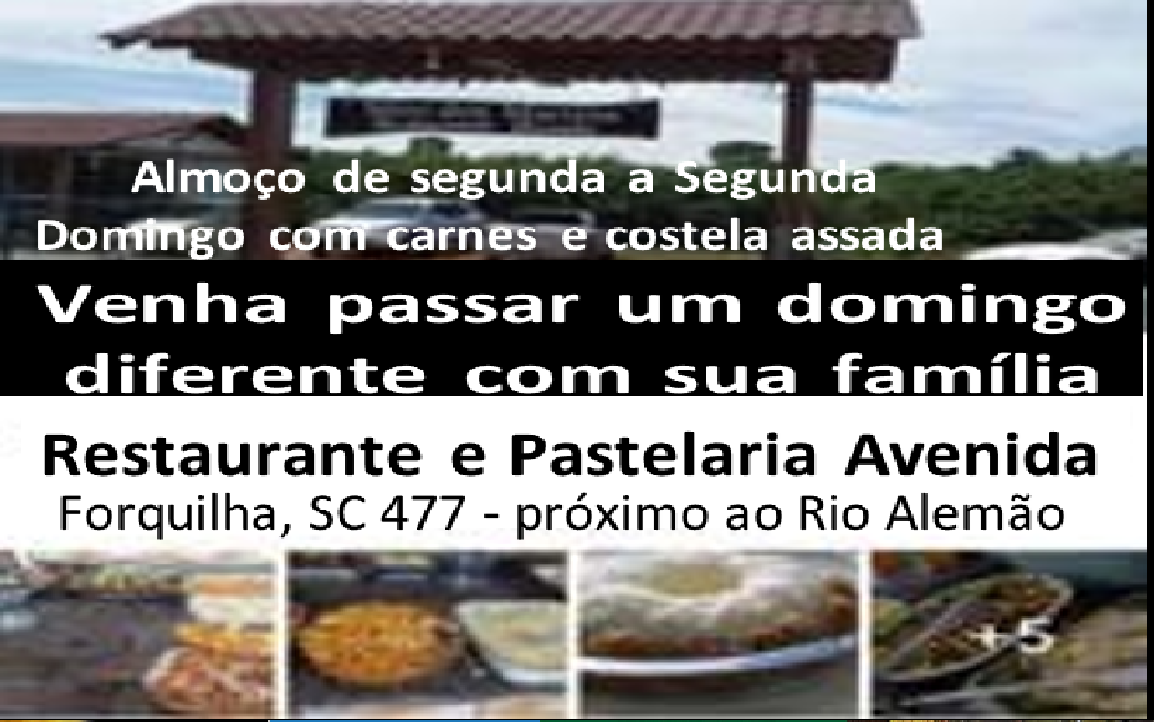 Almoço de segunda a Segunda
Domingo com carnes e costela assada
Venha passar um domingo
diferente com sua família
Restaurante e Pastelaria Avenida
Forquilha, SC 477 - próximo ao Rio Alemão
+5